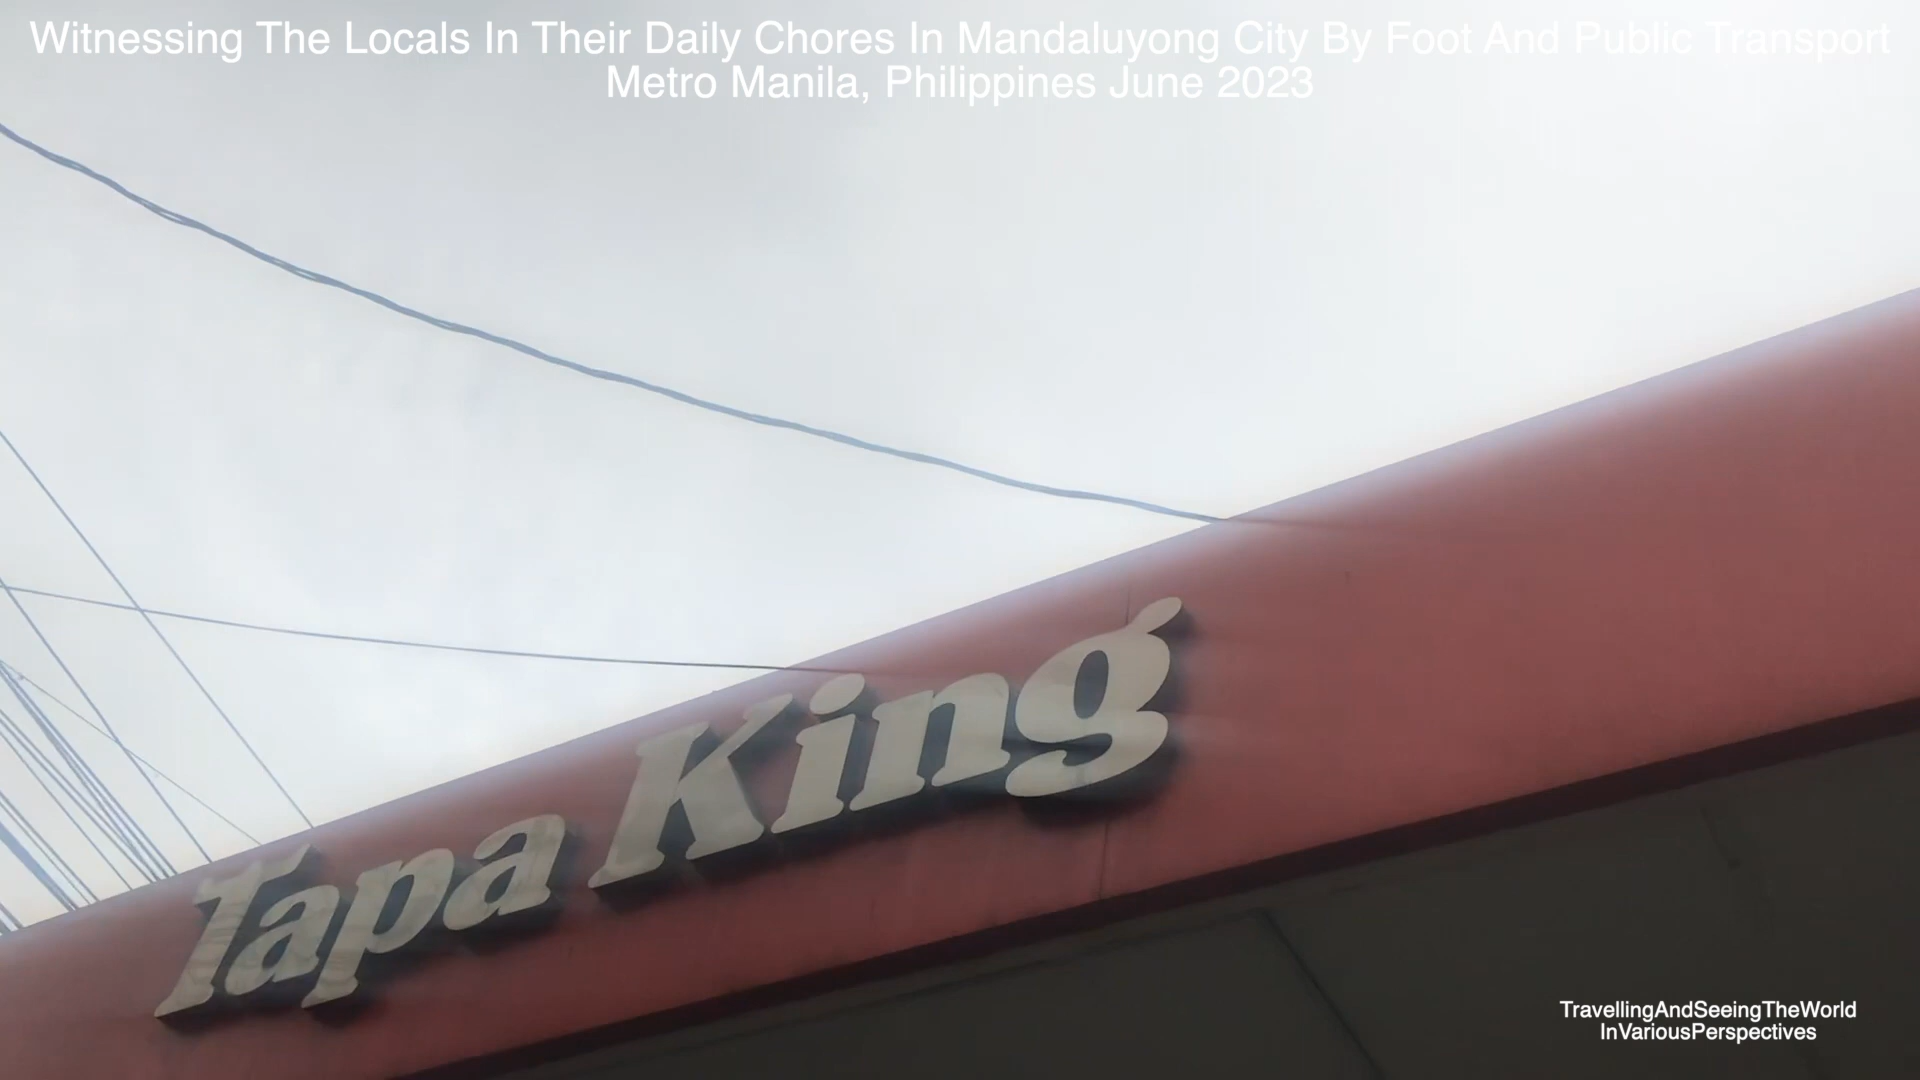 Witnessing The Locals In Their Daily Chores In Mandaluyong City By Foot And Public Transport
Metro Manila, Philippines June 2023
Tapa King
TravellingAndSeeingTheWorld
InVariousPerspectives